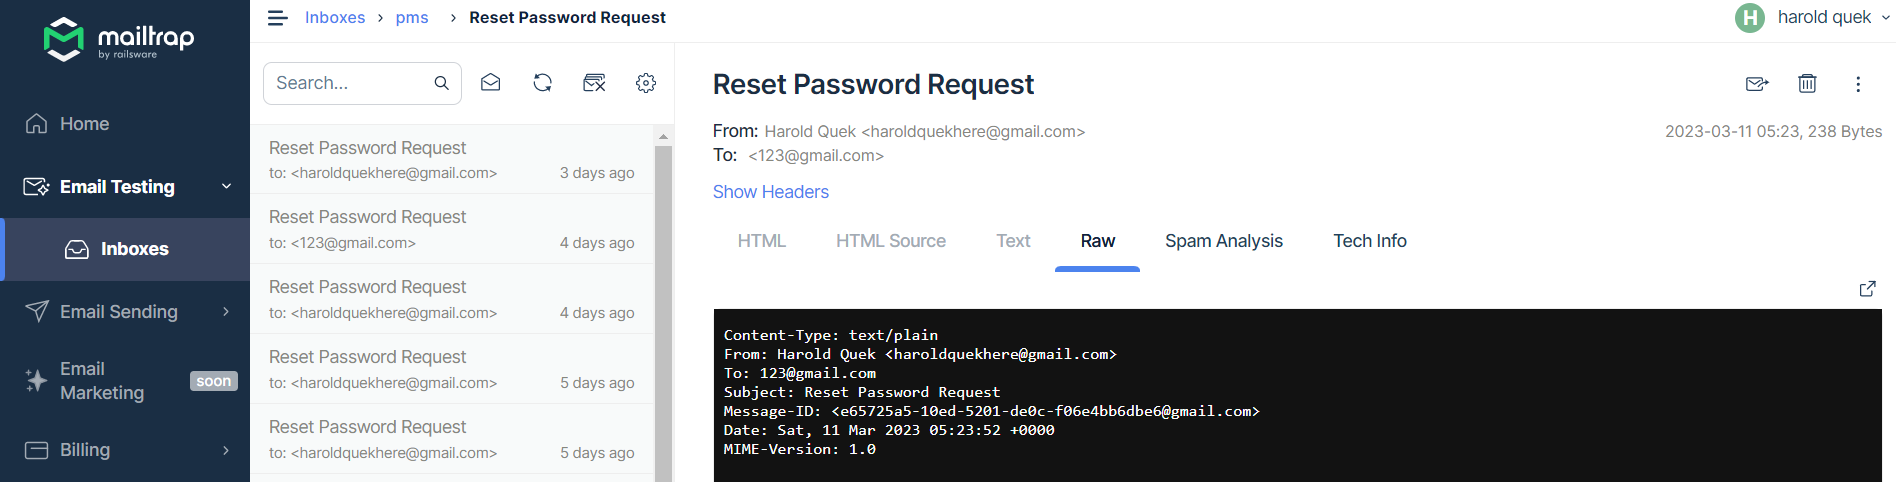 mailtrap
by railsware
Home
Email Testing
Inboxes
Email Sending
Email
Marketing
soon
Billing
Inboxes > pms > Reset Password Request
H harold quek
Search...
Reset Password Request
to: <haroldquekhere@gmail.com> 3 days ago
Reset Password Request
to: <123@gmail.com> 4 days ago
Reset Password Request
to: <haroldquekhere@gmail.com> 4 days ago
Reset Password Request
to: <haroldquekhere@gmail.com> 5 days ago
Reset Password Request
to: <haroldquekhere@gmail.com> 5 days ago
Reset Password Request
From: Harold Quek <haroldquekhere@gmail.com> 2023-03-11 05:23, 238 Bytes
To: <123@gmail.com>
Show Headers
HTML HTML Source Text Raw Spam Analysis Tech Info
Content-Type: text/plain
From: Harold Quek <haroldquekhere@gmail.com>
To: 123@gmail.com
Subject: Reset Password Request
Message-ID: <e65725a5-10ed-5201-de0c-f06e4bb6dbe6@gmail.com>
Date: Sat, 11 Mar 2023 05:23:52 +0000
MIME-Version: 1.0